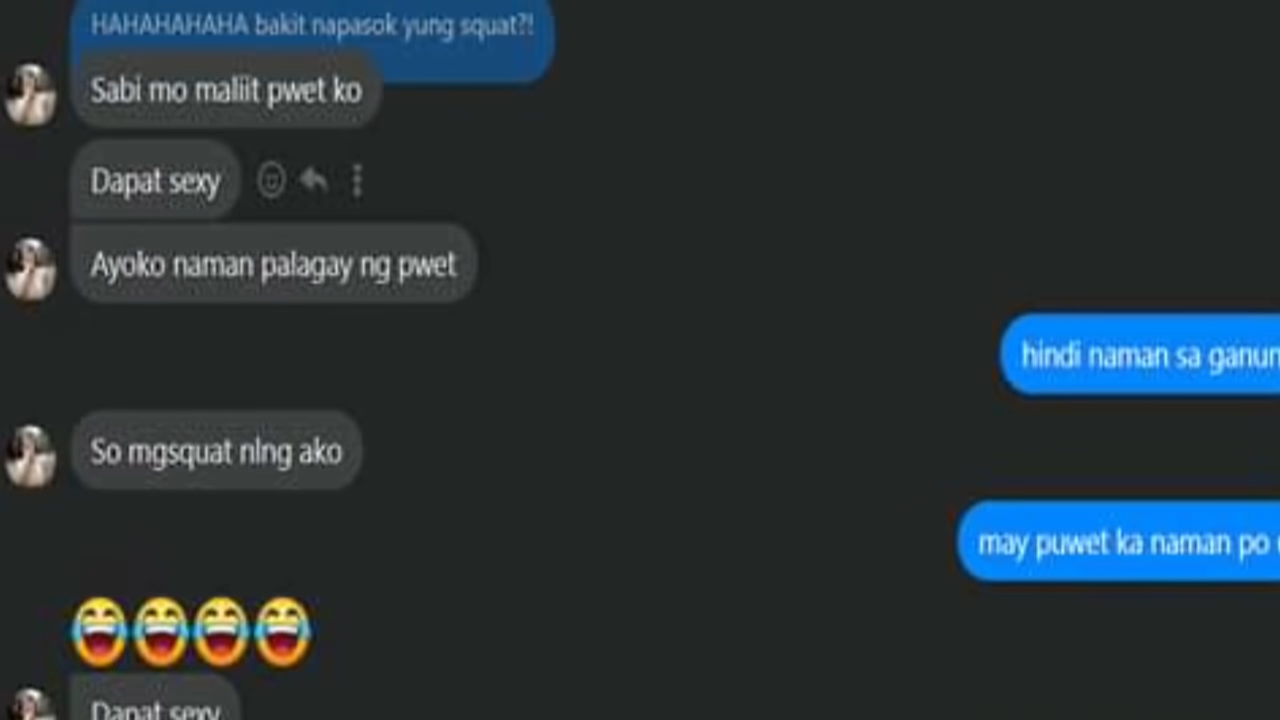 HAHAHAHAHA bakit napasok yung squat?!
Sabi mo maliit pwet ko
Dapat sexy
Ayoko naman palagay ng pwet
hindi naman sa ganun
So mgsquat nlng ako
may puwet ka naman po
Dapat sexy